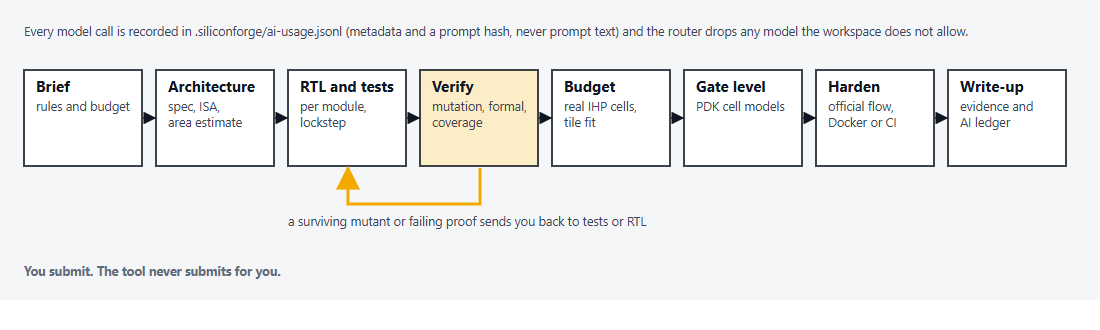 Every model call is recorded in .siliconforge/ai-usage.jsonl (metadata and a prompt hash, never prompt text) and the router drops any model the workspace does not allow.
Brief
rules and budget
Architecture
spec, ISA,
area estimate
RTL and tests
per module,
lockstep
Verify
mutation, formal,
coverage
Budget
real IHP cells,
tile fit
Gate level
PDK cell models
Harden
official flow,
Docker or CI
Write-up
evidence and
AI ledger
a surviving mutant or failing proof sends you back to tests or RTL
You submit. The tool never submits for you.